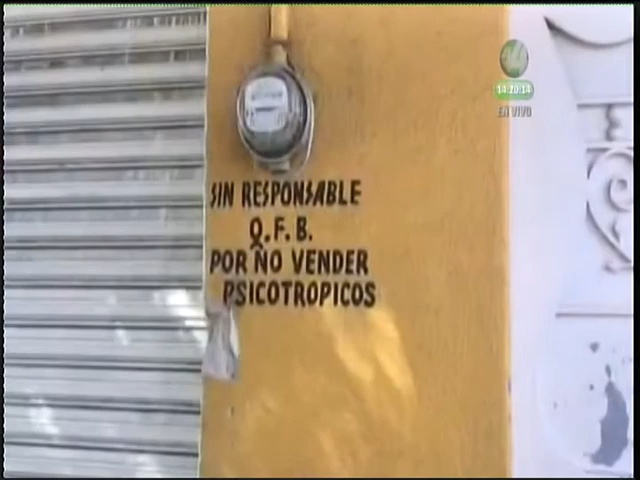 14:20:14
EN VIVO
SIN RESPONSABLE
Q.F.B.
POR NO VENDER
PSICOTROPICOS